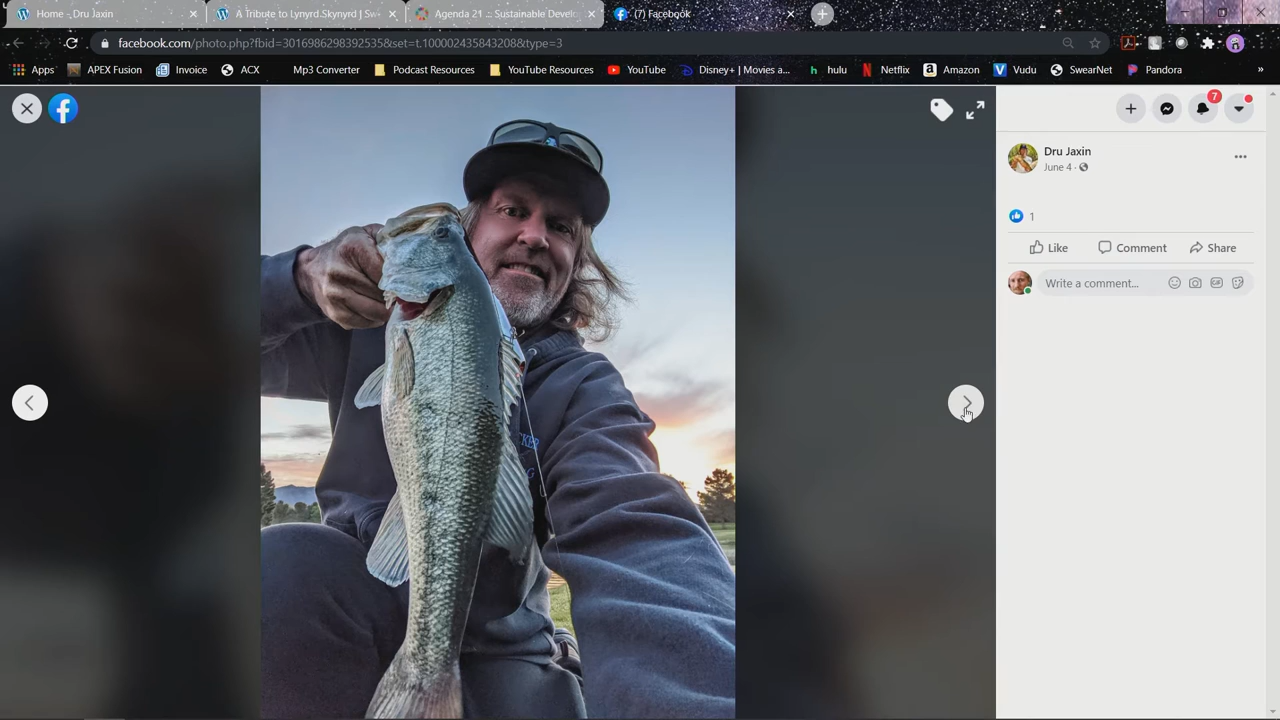 Home - Dru Jaxin
A Tribute to Lynyrd Skynyrd | Sw
Agenda 21 .:. Sustainable Develo
(7) Facebook
facebook.com/photo.php?fbid=3016986298392535&set=t.100002435843208&type=3
Apps
APEX Fusion
Invoice
ACX
Mp3 Converter
Podcast Resources
YouTube Resources
YouTube
Disney+ | Movies a...
hulu
Netflix
Amazon
Vudu
SwearNet
Pandora
»
7
Dru Jaxin
June 4 ·
1
Like
Comment
Share
Write a comment...
GIF